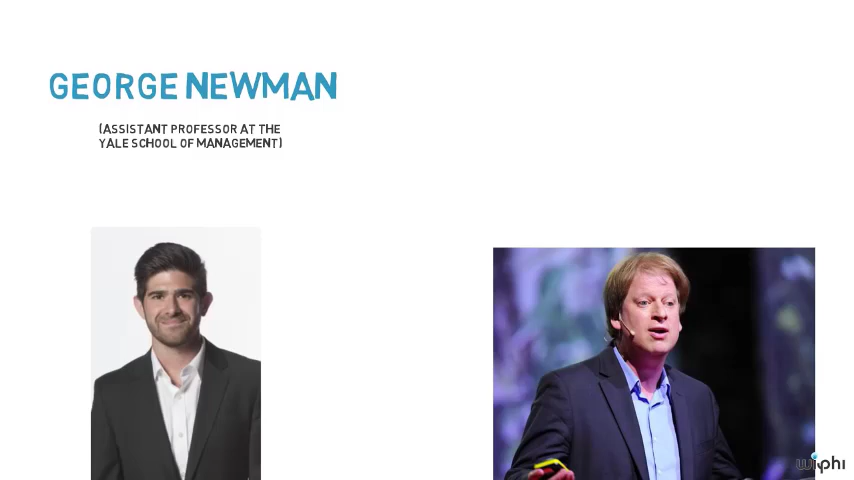 GEORGE NEWMAN
(ASSISTANT PROFESSOR AT THE
YALE SCHOOL OF MANAGEMENT)
wiphi